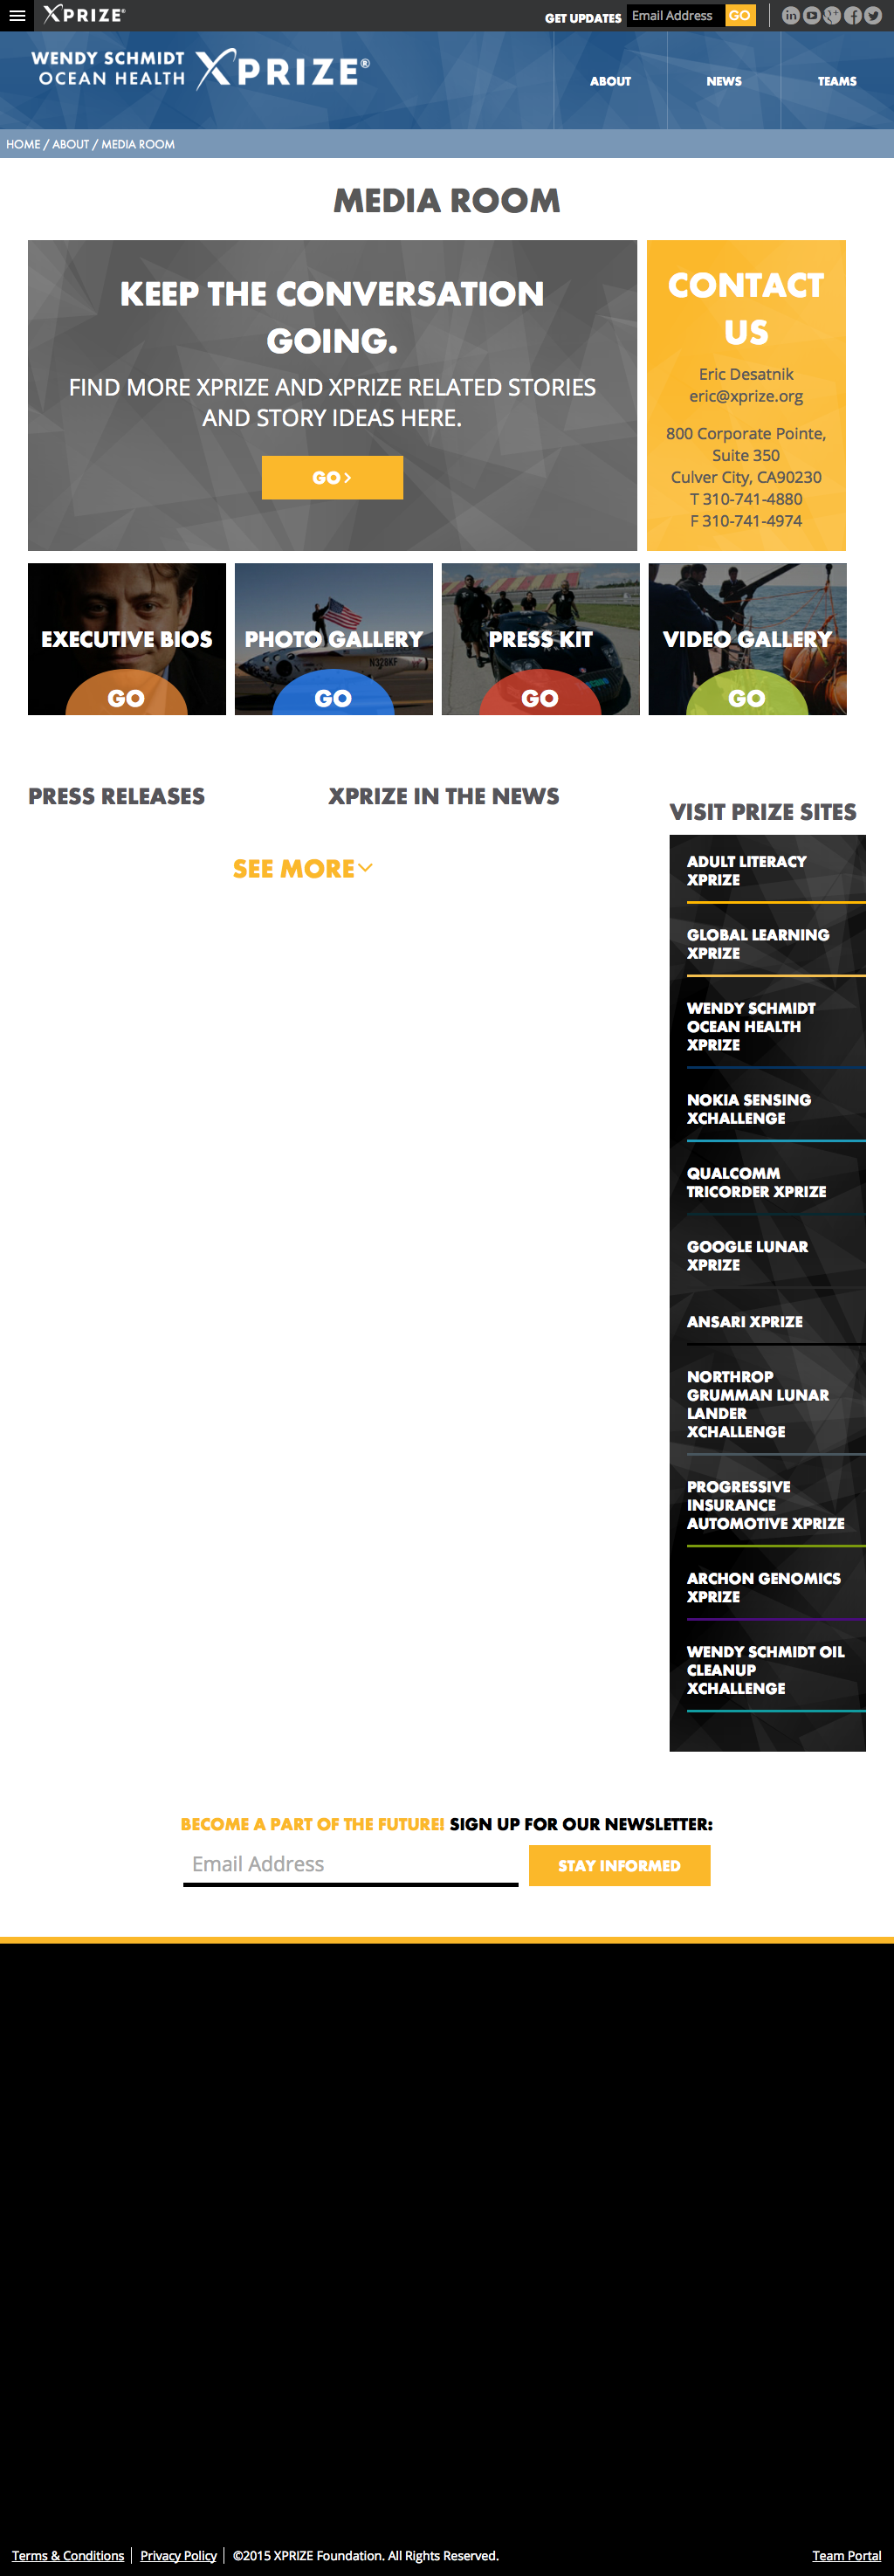 XPRIZE®
GET UPDATES
Email Address
GO
WENDY SCHMIDT
OCEAN HEALTH
XPRIZE®
ABOUT
NEWS
TEAMS
HOME / ABOUT / MEDIA ROOM
MEDIA ROOM
KEEP THE CONVERSATION
GOING.
FIND MORE XPRIZE AND XPRIZE RELATED STORIES
AND STORY IDEAS HERE.
GO >
CONTACT
US
Eric Desatnik
eric@xprize.org
800 Corporate Pointe,
Suite 350
Culver City, CA90230
T 310-741-4880
F 310-741-4974
EXECUTIVE BIOS
GO
PHOTO GALLERY
N328KF
GO
PRESS KIT
GO
VIDEO GALLERY
GO
PRESS RELEASES
XPRIZE IN THE NEWS
SEE MORE
VISIT PRIZE SITES
ADULT LITERACY
XPRIZE
GLOBAL LEARNING
XPRIZE
WENDY SCHMIDT
OCEAN HEALTH
XPRIZE
NOKIA SENSING
XCHALLENGE
QUALCOMM
TRICORDER XPRIZE
GOOGLE LUNAR
XPRIZE
ANSARI XPRIZE
NORTHROP
GRUMMAN LUNAR
LANDER
XCHALLENGE
PROGRESSIVE
INSURANCE
AUTOMOTIVE XPRIZE
ARCHON GENOMICS
XPRIZE
WENDY SCHMIDT OIL
CLEANUP
XCHALLENGE
BECOME A PART OF THE FUTURE! SIGN UP FOR OUR NEWSLETTER:
Email Address
STAY INFORMED
Terms & Conditions
Privacy Policy
©2015 XPRIZE Foundation. All Rights Reserved.
Team Portal